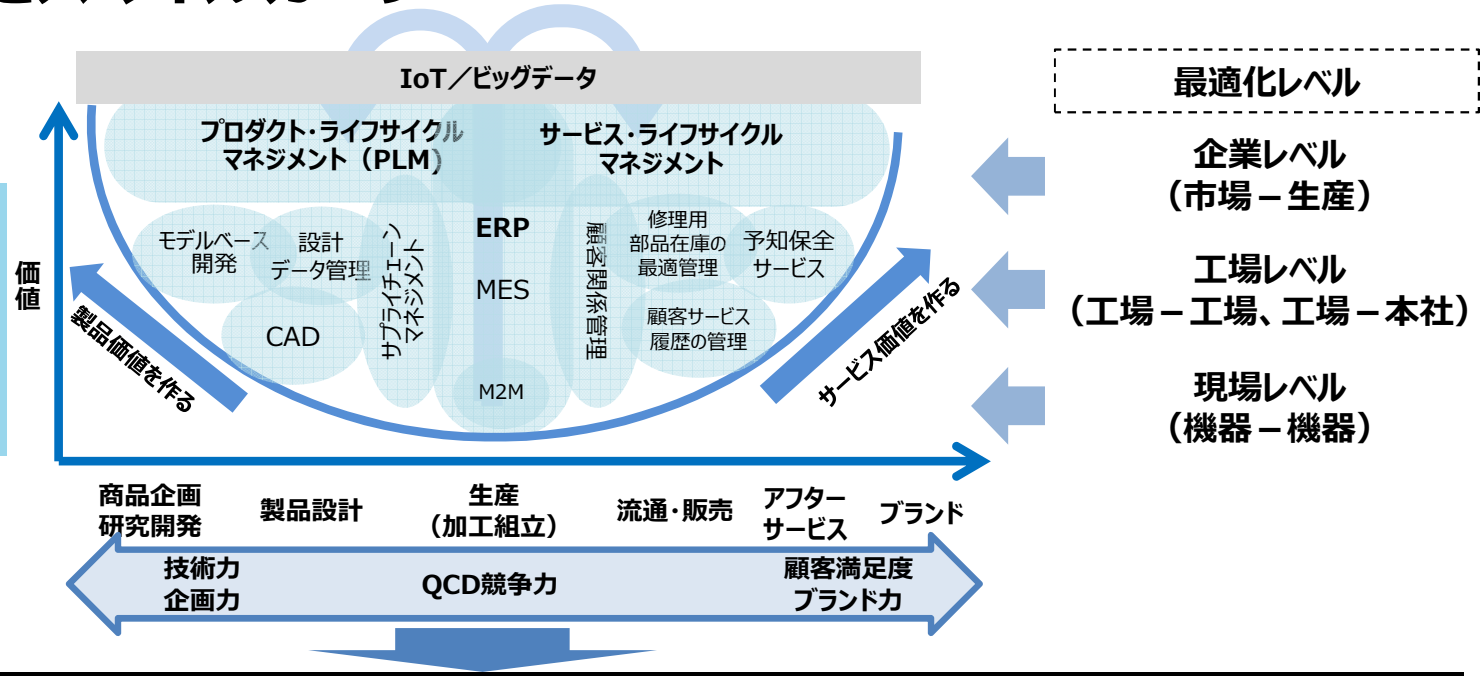 IoT／ビッグデータ
プロダクト・ライフサイクル
マネジメント（PLM）
サービス・ライフサイクル
マネジメント
価値
モデルベース
開発
設計
データ管理
CAD
サプライチェーン
マネジメント
ERP
MES
M2M
顧客関係管理
修理用
部品在庫の
最適管理
予知保全
サービス
顧客サービス
履歴の管理
製品価値を作る
サービス価値を作る
商品企画
研究開発
製品設計
生産
（加工組立）
流通・販売
アフター
サービス
ブランド
技術力
企画力
QCD競争力
顧客満足度
ブランド力
最適化レベル
企業レベル
（市場－生産）
工場レベル
（工場－工場、工場－本社）
現場レベル
（機器－機器）